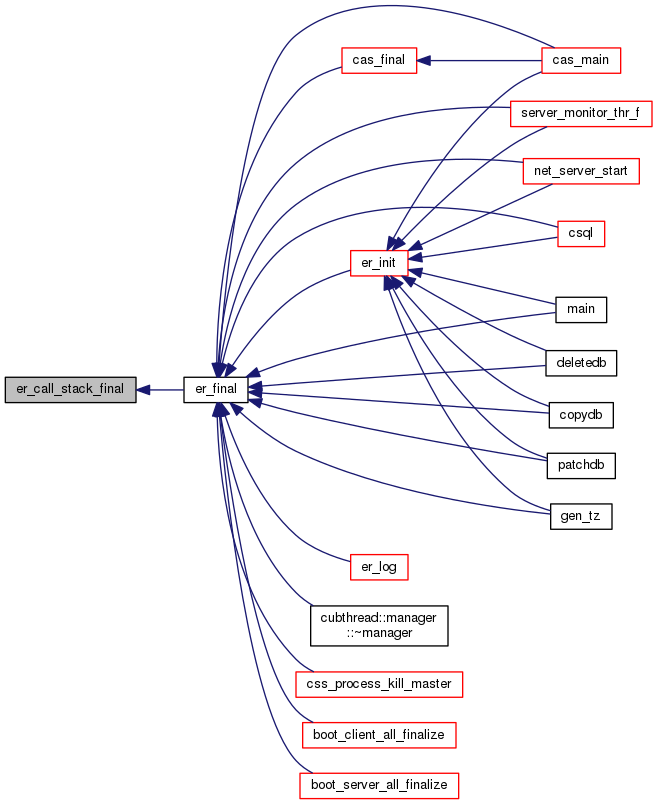 cas_final
cas_main
server_monitor_thr_f
net_server_start
csql
er_init
main
deletedb
er_call_stack_final
er_final
copydb
patchdb
gen_tz
er_log
cubthread::manager
::~manager
css_process_kill_master
boot_client_all_finalize
boot_server_all_finalize